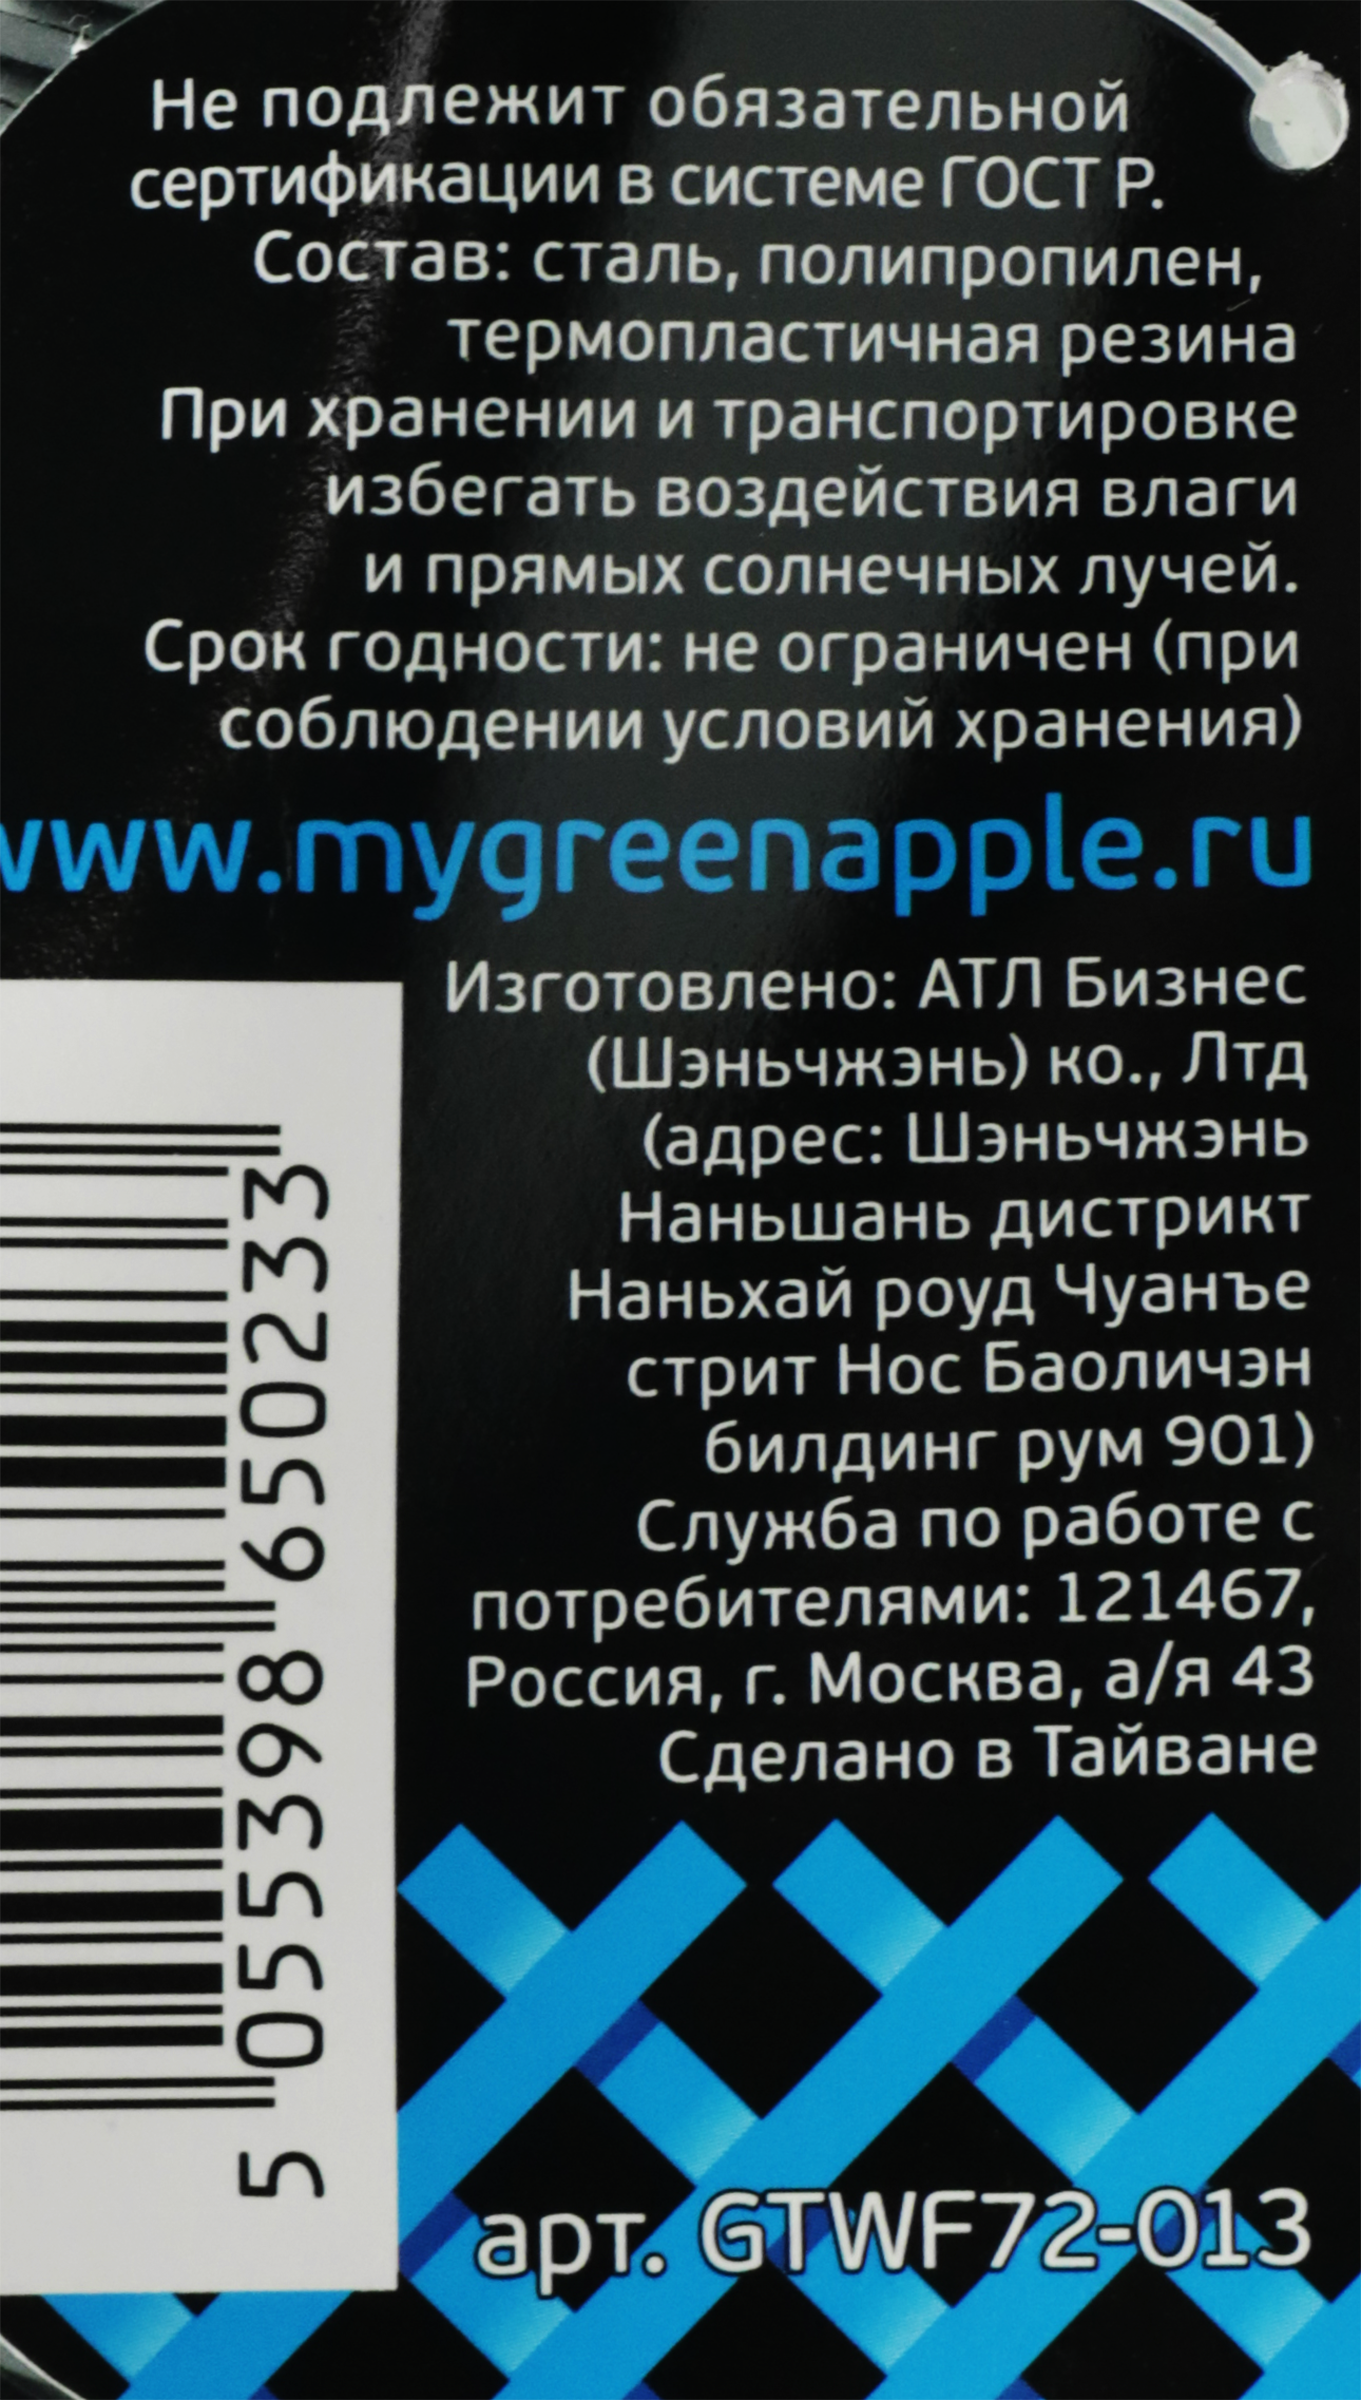 Не подлежит обязательной
сертификации в системе ГОСТ Р.
Состав: сталь, полипропилен,
термопластичная резина
При хранении и транспортировке
избегать воздействия влаги
и прямых солнечных лучей.
Срок годности: не ограничен (при
соблюдении условий хранения)
www.mygreenapple.ru
Изготовлено: АТЛ Бизнес
(Шэньчжэнь) ко., Лтд
(адрес: Шэньчжэнь
Наньшань дистрикт
Наньхай роуд Чуанъе
стрит Нос Баоличэн
билдинг рум 901)
Служба по работе с
потребителями: 121467,
Россия, г. Москва, а/я 43
Сделано в Тайване
5 055398 650233
арт. GTWF72-013